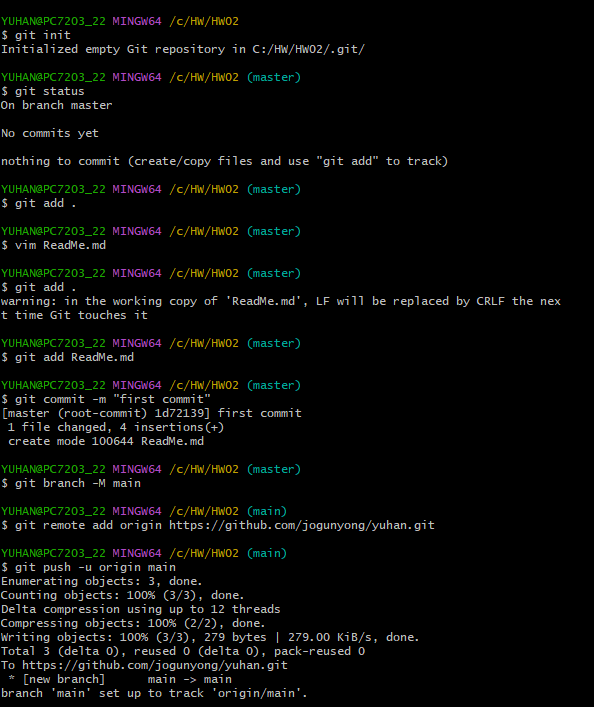 YUHAN@PC7203_22 MINGW64 /c/HW/HW02
$ git init
Initialized empty Git repository in C:/HW/HW02/.git/
YUHAN@PC7203_22 MINGW64 /c/HW/HW02 (master)
$ git status
On branch master
No commits yet
nothing to commit (create/copy files and use "git add" to track)
YUHAN@PC7203_22 MINGW64 /c/HW/HW02 (master)
$ git add .
YUHAN@PC7203_22 MINGW64 /c/HW/HW02 (master)
$ vim ReadMe.md
YUHAN@PC7203_22 MINGW64 /c/HW/HW02 (master)
$ git add .
warning: in the working copy of 'ReadMe.md', LF will be replaced by CRLF the nex
t time Git touches it
YUHAN@PC7203_22 MINGW64 /c/HW/HW02 (master)
$ git add ReadMe.md
YUHAN@PC7203_22 MINGW64 /c/HW/HW02 (master)
$ git commit -m "first commit"
[master (root-commit) 1d72139] first commit
 1 file changed, 4 insertions(+)
 create mode 100644 ReadMe.md
YUHAN@PC7203_22 MINGW64 /c/HW/HW02 (master)
$ git branch -M main
YUHAN@PC7203_22 MINGW64 /c/HW/HW02 (main)
$ git remote add origin https://github.com/jogunyong/yuhan.git
YUHAN@PC7203_22 MINGW64 /c/HW/HW02 (main)
$ git push -u origin main
Enumerating objects: 3, done.
Counting objects: 100% (3/3), done.
Delta compression using up to 12 threads
Compressing objects: 100% (2/2), done.
Writing objects: 100% (3/3), 279 bytes | 279.00 KiB/s, done.
Total 3 (delta 0), reused 0 (delta 0), pack-reused 0
To https://github.com/jogunyong/yuhan.git
 * [new branch]      main -> main
branch 'main' set up to track 'origin/main'.